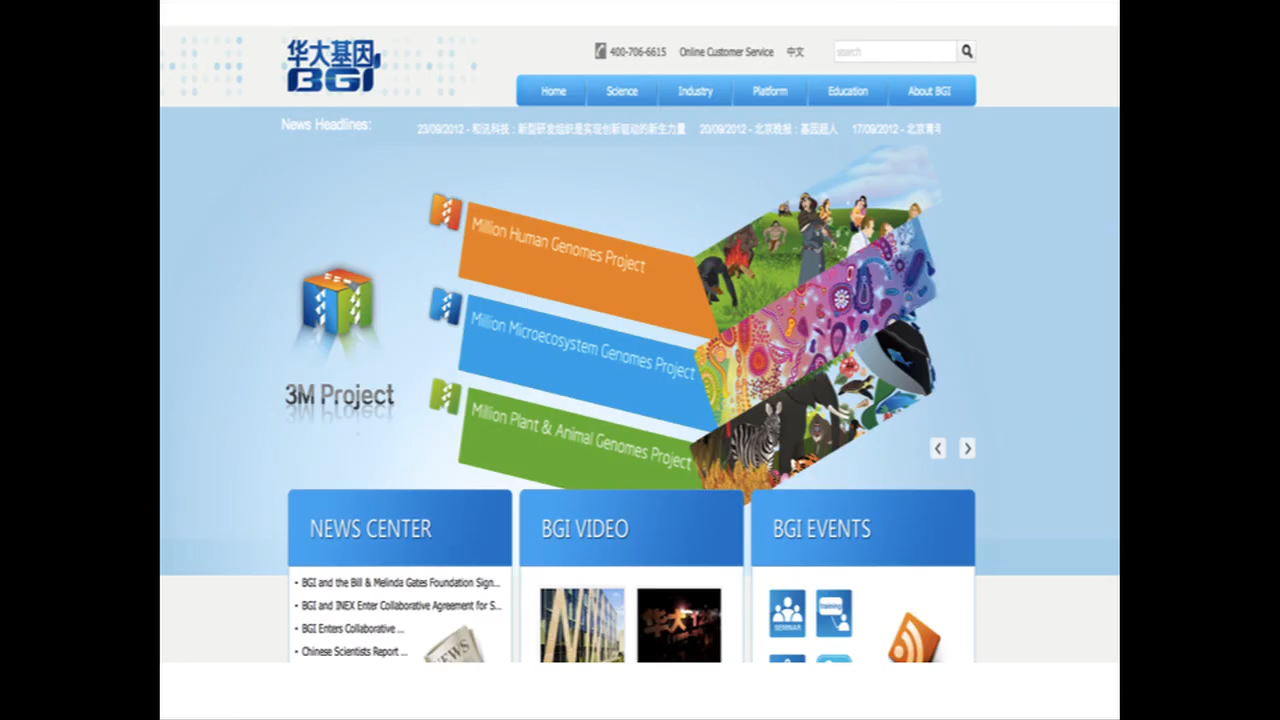 华大基因
BGI
400-706-6615 Online Customer Service 中文 search
Home Science Industry Platform Education About BGI
News Headlines: 23/09/2012 - 和讯科技：新型研发组织是实现创新驱动的新生力量 20/09/2012 - 北京晚报：基因超人 17/09/2012 - 北京青年
Million Human Genomes Project
Million Microecosystem Genomes Project
3M Project
Million Plant & Animal Genomes Project
NEWS CENTER
BGI and the Bill & Melinda Gates Foundation Sign...
BGI and INEX Enter Collaborative Agreement for S...
BGI Enters Collaborative ...
Chinese Scientists Report ...
NEWS
BGI VIDEO
华大
BGI EVENTS
SEMINAR
training